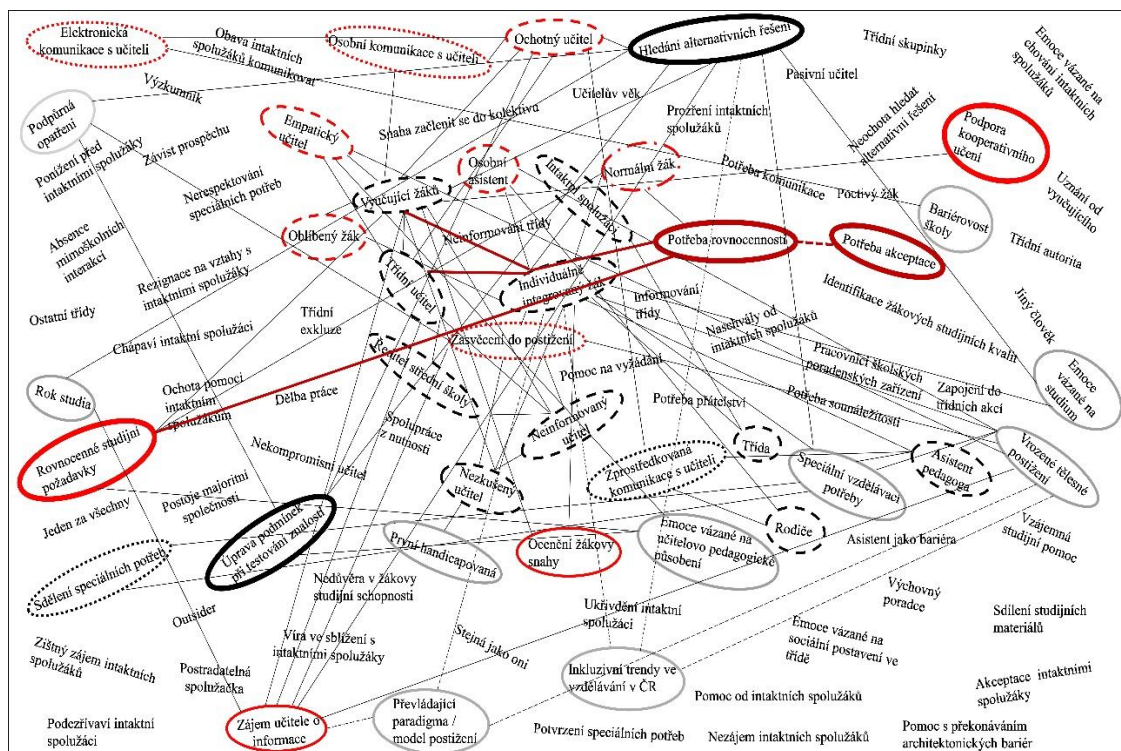 Elektronická
komunikace s učiteli
Obava intaktních
spolužáků komunikovat
Osobní komunikace s učiteli
Ochotný učitel
Hledání alternativních řešení
Třídní skupinky
Emoce vázané na
chování intaktních
spolužáků
Výzkumník
Učitelův věk
Pasivní učitel
Podpůrná
opatření
Ponížení před
intaktními spolužáky
Závist prospěchu
Empatický
učitel
Snaha začlenit se do kolektivu
Prozření intaktních
spolužáků
Neochota hledat
alternativní řešení
Podpora
kooperativního
učení
Osobní
asistent
Intaktní spolužáci
Normální žák
Potřeba komunikace
Poctivý žák
Uznání od
vyučujícího
Nerespektování
speciálních potřeb
Vyučující žáků
Bariérovost
školy
Třídní autorita
Absence
mimoškolních
interakcí
Oblíbený žák
Neinformování třídy
Potřeba rovnocennosti
Potřeba akceptace
Rezignace na vztahy s
intaktními spolužáky
Třídní
učitel
Individuálně
integrovaný žák
Informování
třídy
Identifikace žákových studijních kvalit
Ostatní třídy
Třídní
exkluze
Naschvály od
intaktních spolužáků
Jiný člověk
Chápaví intaktní spolužáci
Zasvěcení do postižení
Ředitel střední
školy
Pomoc na vyžádání
Pracovníci školských
poradenských zařízení
Zapojení do
třídních akcí
Emoce
vázané na
studium
Rok studia
Ochota pomoci
intaktním
spolužákům
Dělba práce
Potřeba přátelství
Potřeba sounáležitosti
Spolupráce
z nutnosti
Neinformovaný
učitel
Rovnocenné studijní
požadavky
Nekompromisní učitel
Nezkušený
učitel
Zprostředkovaná
komunikace s učiteli
Třída
Speciální vzdělávací
potřeby
Asistent
pedagoga
Vrozené tělesné
postižení
Jeden za všechny
Postoje majoritní
společnosti
Úprava podmínek
při testování znalostí
První handicapovaná
Ocenění žákovy
snahy
Emoce vázané na
učitelovo pedagogické
působení
Rodiče
Asistent jako bariéra
Vzájemná
studijní pomoc
Sdělení speciálních potřeb
Nedůvěra v žákovy
studijní schopnosti
Outsider
Ukřivdění intaktní
spolužáci
Výchovný
poradce
Sdílení studijních
materiálů
Zištný zájem intaktních
spolužáků
Víra ve sblížení s
intaktními spolužáky
Stejná jako oni
Emoce vázané na
sociální postavení ve
třídě
Postradatelná
spolužačka
Inkluzivní trendy ve
vzdělávání v ČR
Akceptace intaktními
spolužáky
Podezřívaví intaktní
spolužáci
Zájem učitele o
informace
Převládající
paradigma /
model postižení
Potvrzení speciálních potřeb
Pomoc od intaktních spolužáků
Nezájem intaktních spolužáků
Pomoc s překonáváním
architektonických bariér